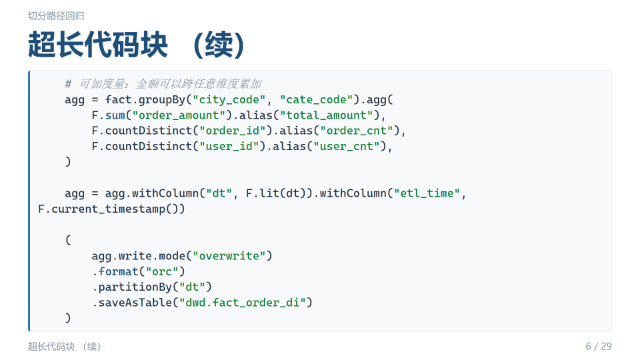 切分路径回归
超长代码块 (续)
    # 可加度量：金额可以跨任意维度累加
    agg = fact.groupBy("city_code", "cate_code").agg(
        F.sum("order_amount").alias("total_amount"),
        F.countDistinct("order_id").alias("order_cnt"),
        F.countDistinct("user_id").alias("user_cnt"),
    )
    agg = agg.withColumn("dt", F.lit(dt)).withColumn("etl_time",
F.current_timestamp())
    (
        agg.write.mode("overwrite")
        .format("orc")
        .partitionBy("dt")
        .saveAsTable("dwd.fact_order_di")
    )
超长代码块 (续)
6 / 29